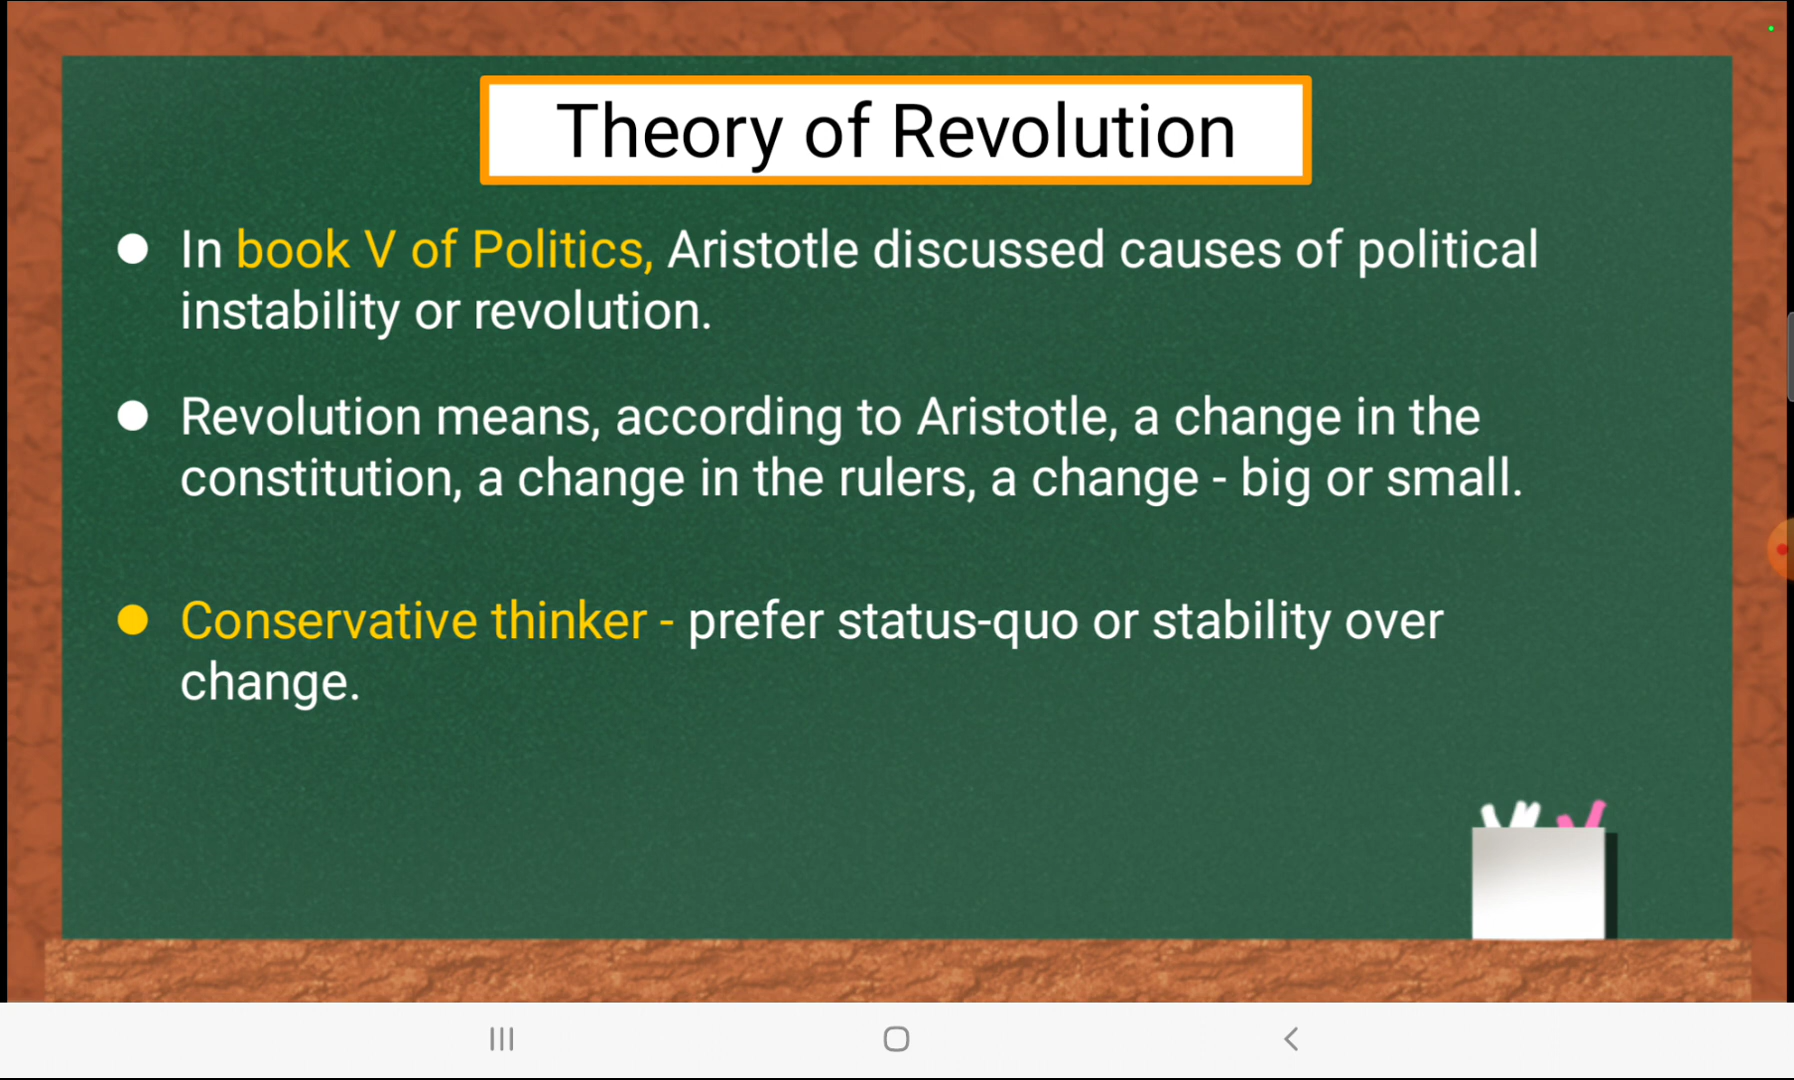 Theory of Revolution
● In book V of Politics, Aristotle discussed causes of political
instability or revolution.
● Revolution means, according to Aristotle, a change in the
constitution, a change in the rulers, a change - big or small.
● Conservative thinker - prefer status-quo or stability over
change.